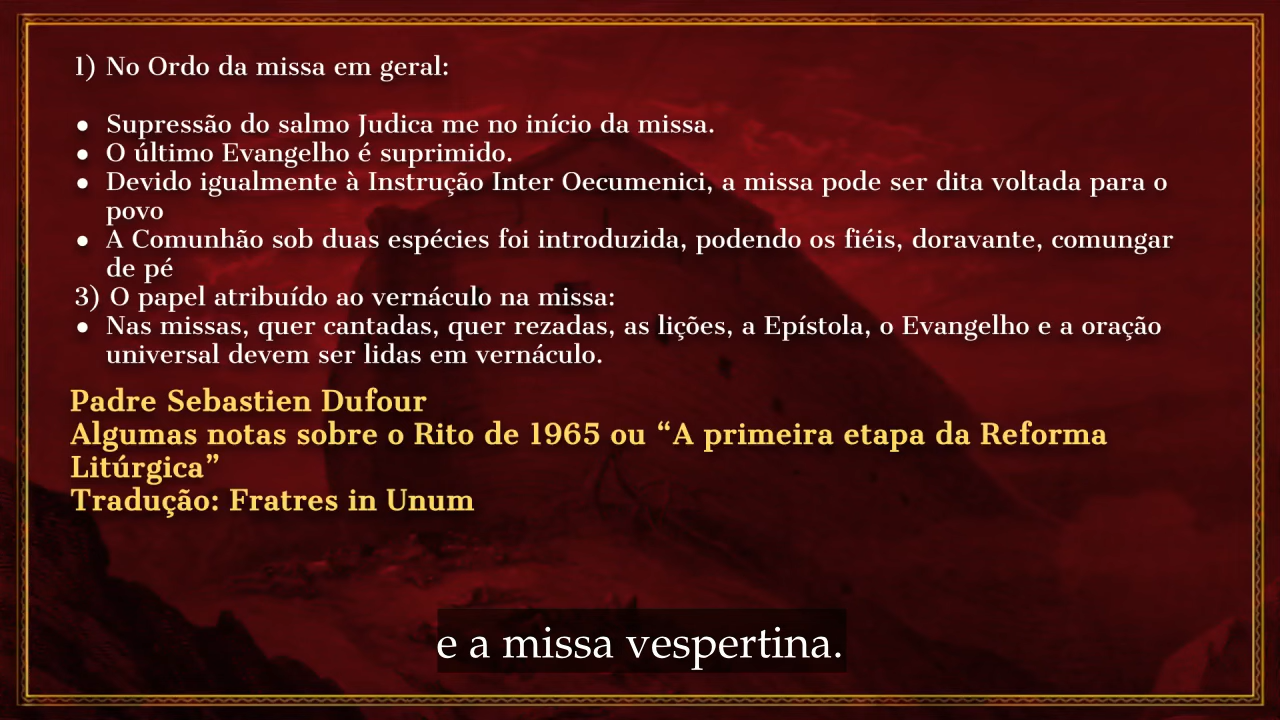 1) No Ordo da missa em geral:
● Supressão do salmo Judica me no início da missa.
● O último Evangelho é suprimido.
● Devido igualmente à Instrução Inter Oecumenici, a missa pode ser dita voltada para o
povo
● A Comunhão sob duas espécies foi introduzida, podendo os fiéis, doravante, comungar
de pé
3) O papel atribuído ao vernáculo na missa:
● Nas missas, quer cantadas, quer rezadas, as lições, a Epístola, o Evangelho e a oração
universal devem ser lidas em vernáculo.
Padre Sebastien Dufour
Algumas notas sobre o Rito de 1965 ou “A primeira etapa da Reforma
Litúrgica”
Tradução: Fratres in Unum
e a missa vespertina.